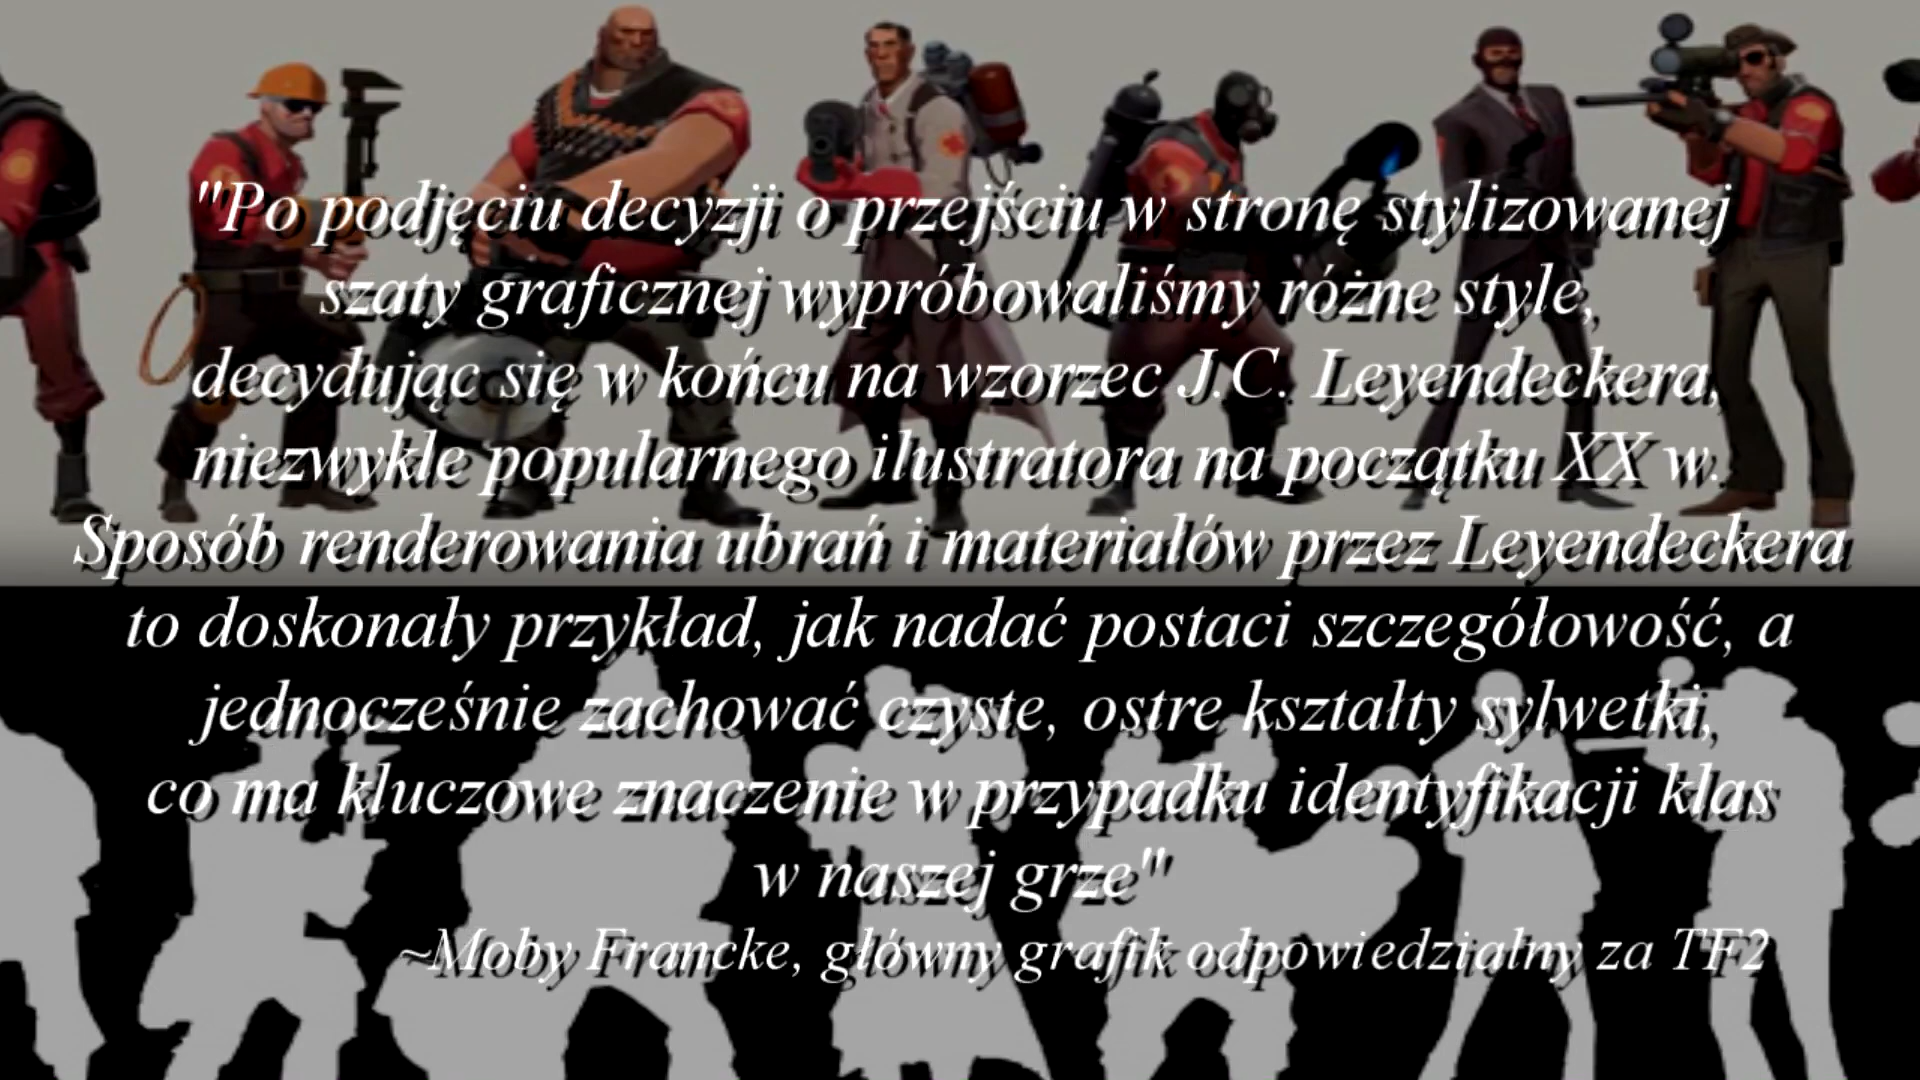 "Po podjęciu decyzji o przejściu w stronę stylizowanej
szaty graficznej wypróbowaliśmy różne style,
decydując się w końcu na wzorzec J.C. Leyendeckera,
niezwykle popularnego ilustratora na początku XX w.
Sposób renderowania ubrań i materiałów przez Leyendeckera
to doskonały przykład, jak nadać postaci szczegółowość, a
jednocześnie zachować czyste, ostre kształty sylwetki,
co ma kluczowe znaczenie w przypadku identyfikacji klas
w naszej grze"
~Moby Francke, główny grafik odpowiedzialny za TF2